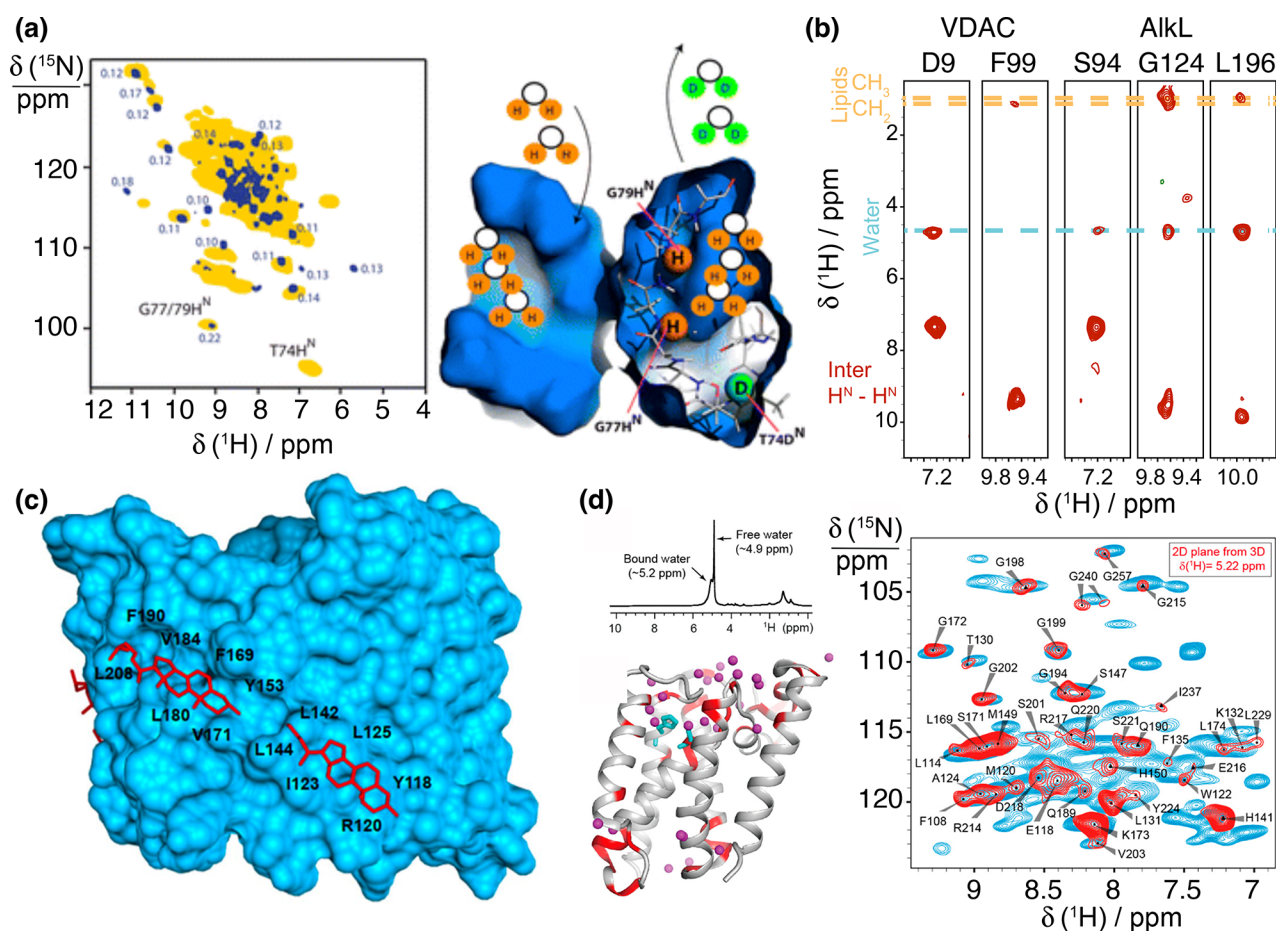 (a)
δ (¹⁵N)
ppm
120
110
100
0.12
0.17
0.12
0.14
0.12
0.13
0.12
0.18
0.10
0.11
0.11
0.10
0.11
0.13
0.13
0.14
G77/79Hᴺ
0.22
T74Hᴺ
12 11 10 9 8 7 6 5 4
δ (¹H) / ppm
H H
H H
D D
D D
G79Hᴺ
H
H
H H
H H
H H
H H
H H
H H
G77Hᴺ
D
T74Dᴺ
(b)
VDAC AlkL
D9 F99 S94 G124 L196
Lipids
CH₃
CH₂
Water
Inter
Hᴺ - Hᴺ
2
4
6
8
10
δ (¹H) / ppm
7.2 9.8 9.4 7.2 9.8 9.4 10.0
δ (¹H) / ppm
(c)
F190
V184
L208
F169
Y153
L180
V171
L142
L144
L125
I123
Y118
R120
(d)
Free water
(~4.9 ppm)
Bound water
(~5.2 ppm)
10 8 6 4
¹H (ppm)
δ (¹⁵N)
ppm
105
110
115
120
2D plane from 3D
δ(¹H)= 5.22 ppm
G198
G240
G257
G215
G172
T130
G199
G202
G194
S147
I237
L169
S171
M149
S201
R217
Q220
S221
Q190
F135
L174
K132
L229
L114
A124
M120
H150
E216
W122
F108
R214
D218
E118
Q189
Y224
L131
K173
V203
H141
9 8.5 8 7.5 7
δ (¹H) / ppm